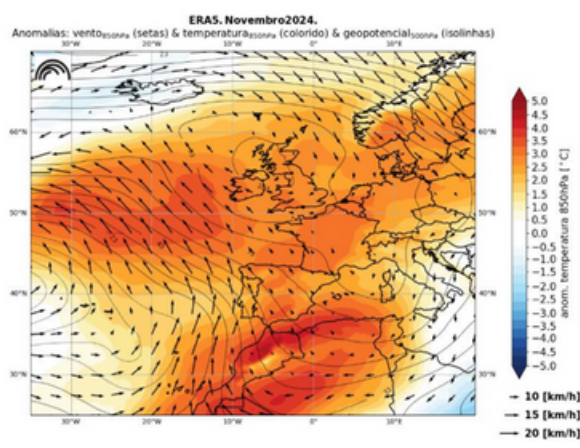 ERA5. Novembro2024.
Anomalias: vento850hPa (setas) & temperatura850hPa (colorido) & geopotencial500hPa (isolinhas)
30°W 20°W 10°W 0° 10°E
60°N 60°N
50°N 50°N
40°N 40°N
30°N 30°N
30°W 20°W 10°W 0° 10°E
5.0
4.5
4.0
3.5
3.0
2.5
2.0
1.5
1.0
0.5
0.0
−0.5
−1.0
−1.5
−2.0
−2.5
−3.0
−3.5
−4.0
−4.5
−5.0
anom. temperatura 850hPa [°C]
10 [km/h]
15 [km/h]
20 [km/h]